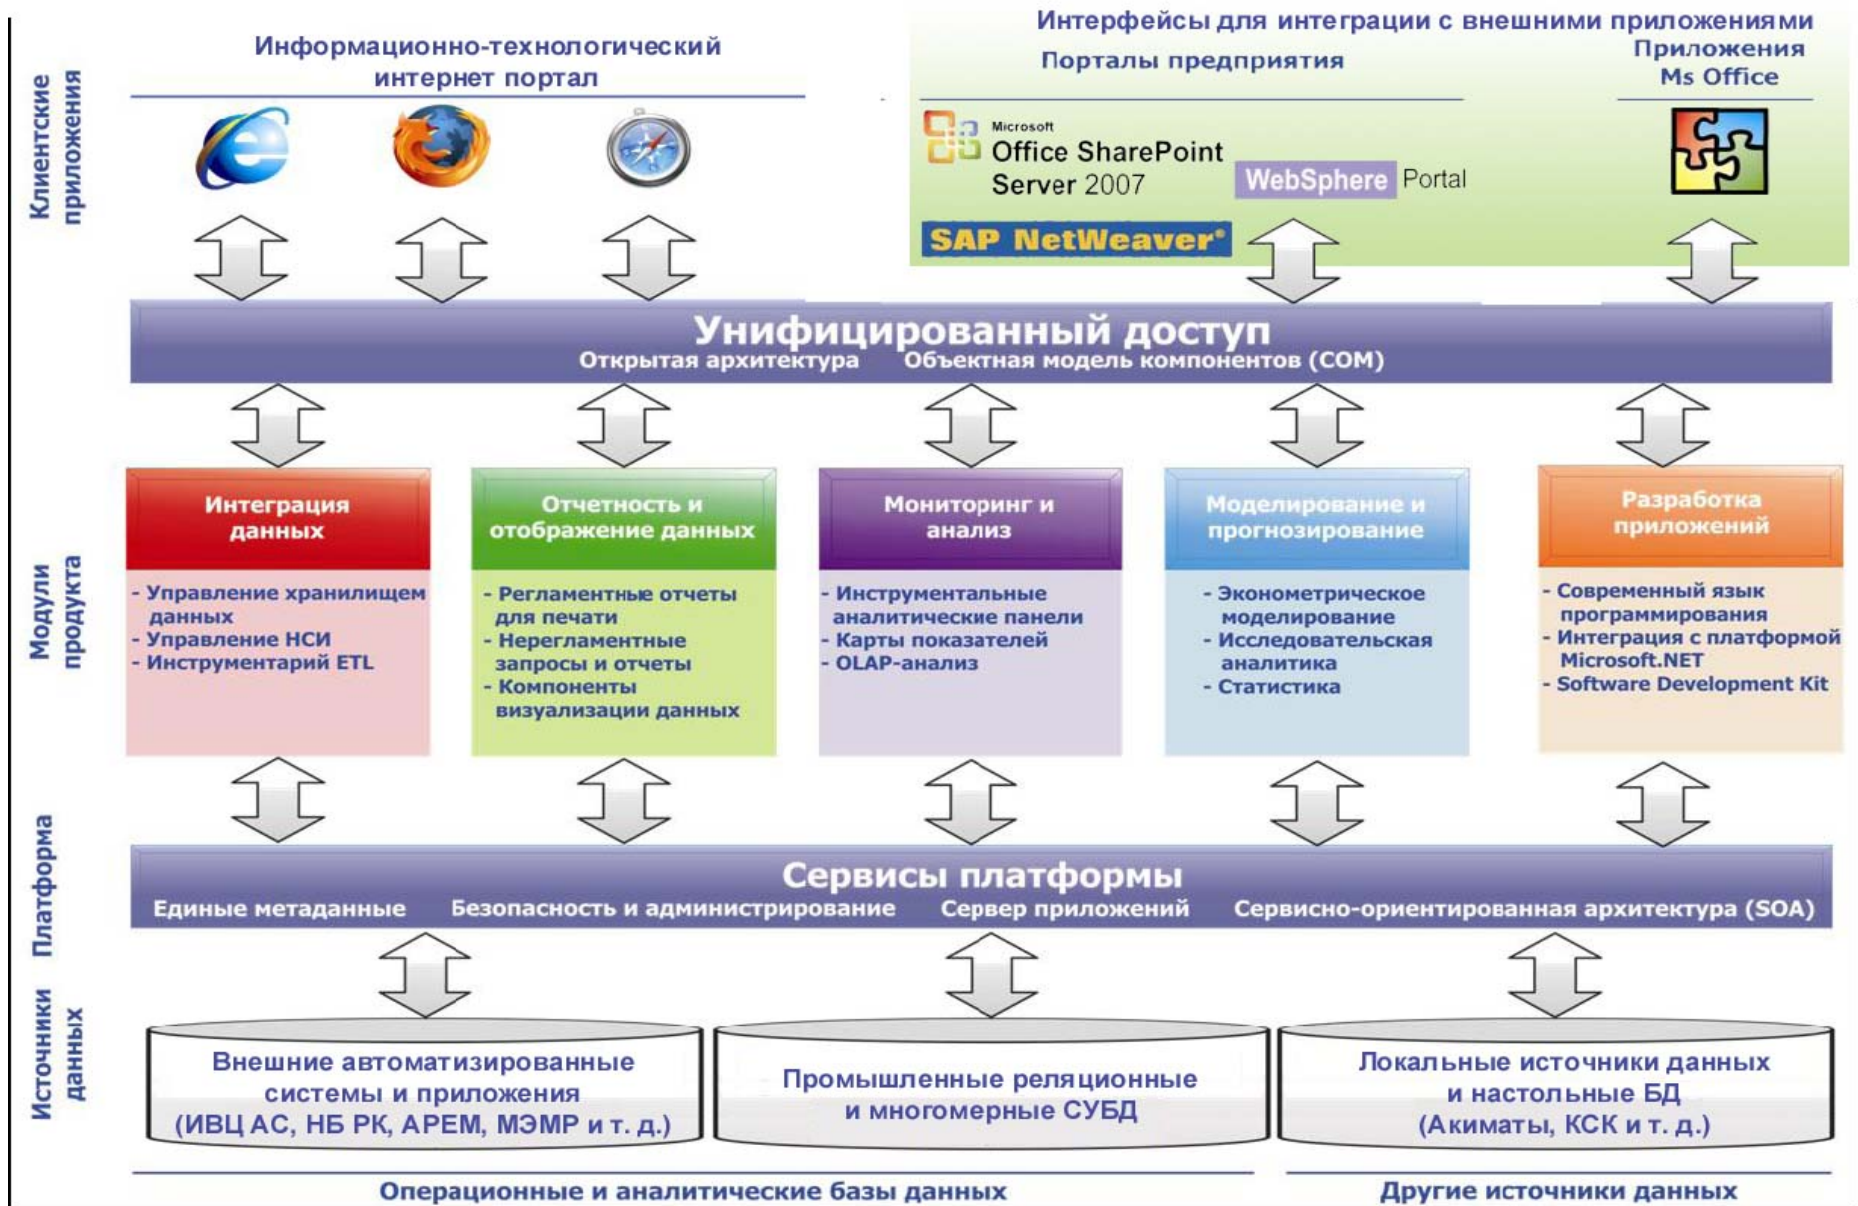 Клиентские
приложения
Информационно-технологический
интернет портал
Интерфейсы для интеграции с внешними приложениями
Порталы предприятия
Приложения
Ms Office
Microsoft
Office SharePoint
Server 2007
WebSphere Portal
SAP NetWeaver®
Унифицированный доступ
Открытая архитектура Объектная модель компонентов (COM)
Модули
продукта
Интеграция
данных
- Управление хранилищем
данных
- Управление НСИ
- Инструментарий ETL
Отчетность и
отображение данных
- Регламентные отчеты
для печати
- Нерегламентные
запросы и отчеты
- Компоненты
визуализации данных
Мониторинг и
анализ
- Инструментальные
аналитические панели
- Карты показателей
- OLAP-анализ
Моделирование и
прогнозирование
- Эконометрическое
моделирование
- Исследовательская
аналитика
- Статистика
Разработка
приложений
- Современный язык
программирования
- Интеграция с платформой
Microsoft.NET
- Software Development Kit
Платформа
Сервисы платформы
Единые метаданные Безопасность и администрирование Сервер приложений Сервисно-ориентированная архитектура (SOA)
Источники
данных
Внешние автоматизированные
системы и приложения
(ИВЦ АС, НБ РК, АРЕМ, МЭМР и т. д.)
Промышленные реляционные
и многомерные СУБД
Локальные источники данных
и настольные БД
(Акиматы, КСК и т. д.)
Операционные и аналитические базы данных
Другие источники данных